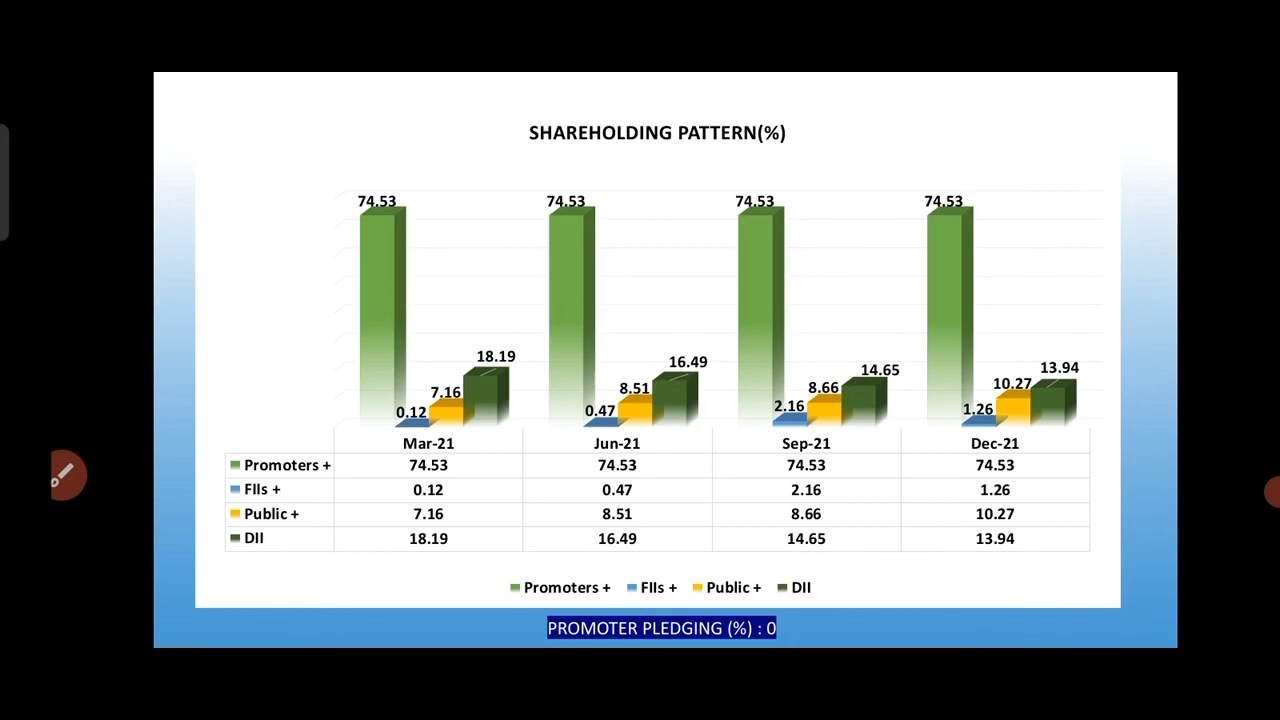 SHAREHOLDING PATTERN(%)
74.53 74.53 74.53 74.53
18.19 16.49 14.65 13.94
0.12 7.16 0.47 8.51 2.16 8.66 1.26 10.27
Mar-21 Jun-21 Sep-21 Dec-21
Promoters + 74.53 74.53 74.53 74.53
FIIs + 0.12 0.47 2.16 1.26
Public + 7.16 8.51 8.66 10.27
DII 18.19 16.49 14.65 13.94
Promoters + FIIs + Public + DII
PROMOTER PLEDGING (%) : 0